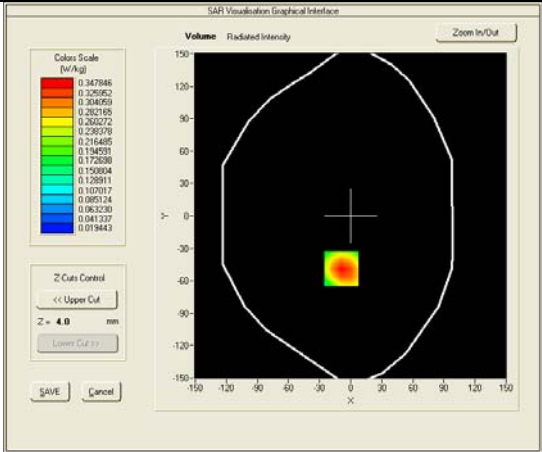 SAR Visualisation Graphical Interface
Volume Radiated Intensity
Zoom In/Out
Colors Scale
(W/kg)
0.347846
0.325952
0.304059
0.282165
0.260272
0.238378
0.216485
0.194591
0.172698
0.150804
0.128911
0.107017
0.085124
0.063230
0.041337
0.019443
Z-Cuts Control
<< Upper Cut
Z = 4.0 mm
Lower Cut >>
SAVE Cancel
150
120
90
60
30
0
-30
-60
-90
-120
-150
Y
-150 -120 -90 -60 -30 0 30 60 90 120 150
X